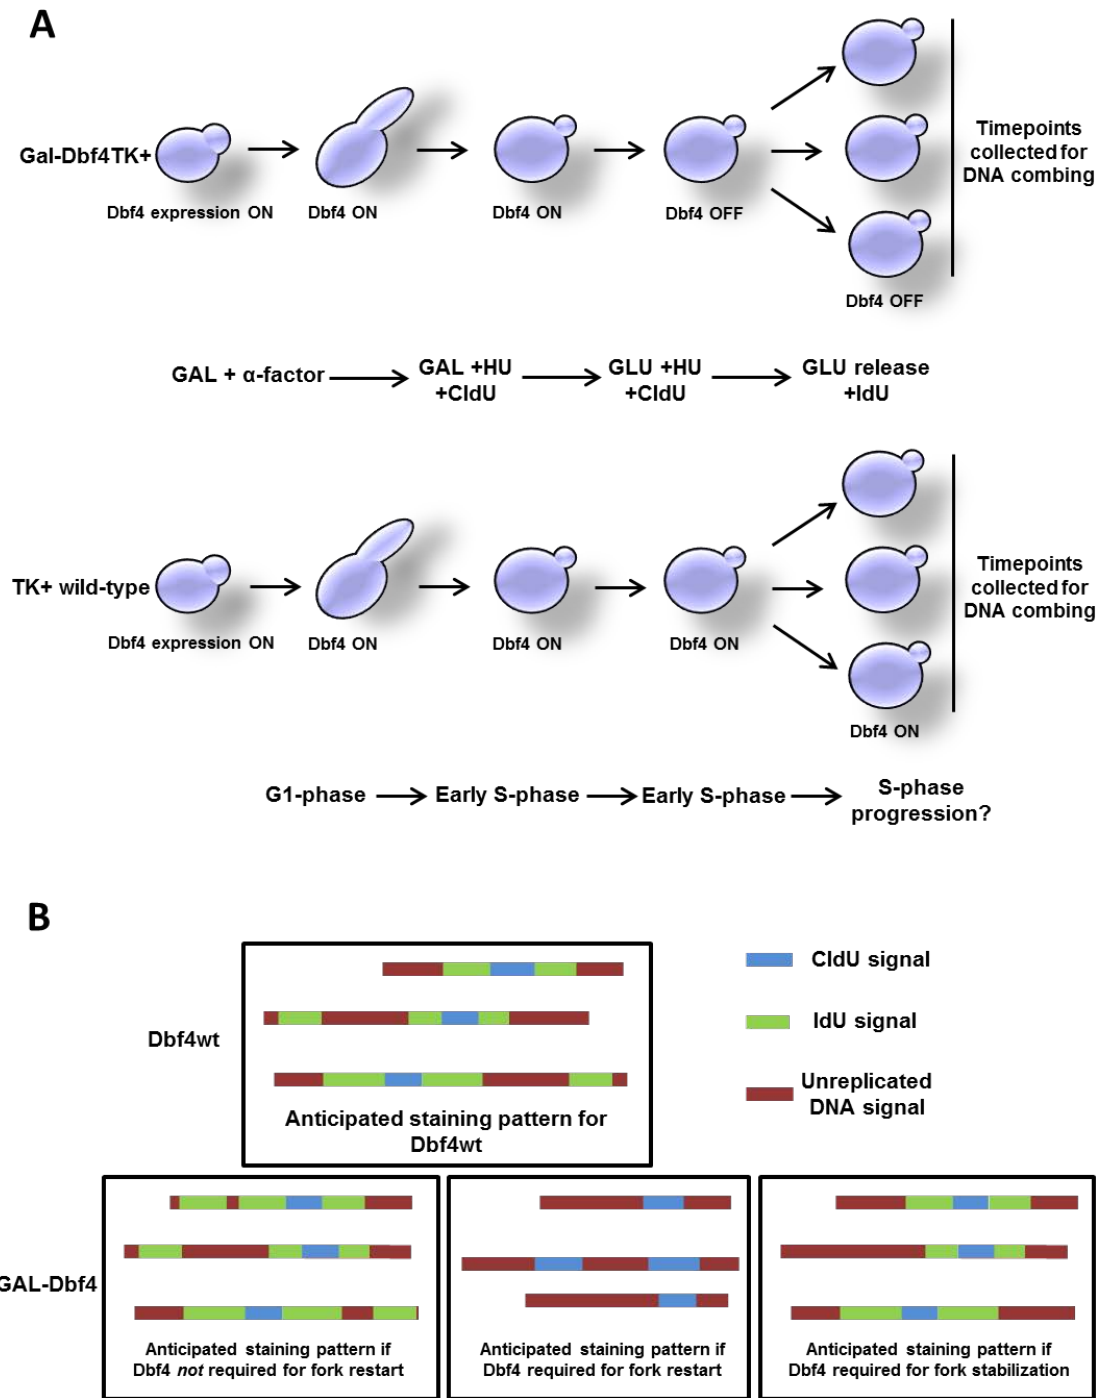 A
Gal-Dbf4TK+
Dbf4 expression ON
Dbf4 ON
Dbf4 ON
Dbf4 OFF
Dbf4 OFF
Timepoints
collected for
DNA combing
GAL + α-factor
GAL +HU
+CldU
GLU +HU
+CldU
GLU release
+IdU
TK+ wild-type
Dbf4 expression ON
Dbf4 ON
Dbf4 ON
Dbf4 ON
Dbf4 ON
Timepoints
collected for
DNA combing
G1-phase
Early S-phase
Early S-phase
S-phase
progression?
B
Dbf4wt
Anticipated staining pattern for
Dbf4wt
CldU signal
IdU signal
Unreplicated
DNA signal
GAL-Dbf4
Anticipated staining pattern if
Dbf4 not required for fork restart
Anticipated staining pattern if
Dbf4 required for fork restart
Anticipated staining pattern if
Dbf4 required for fork stabilization